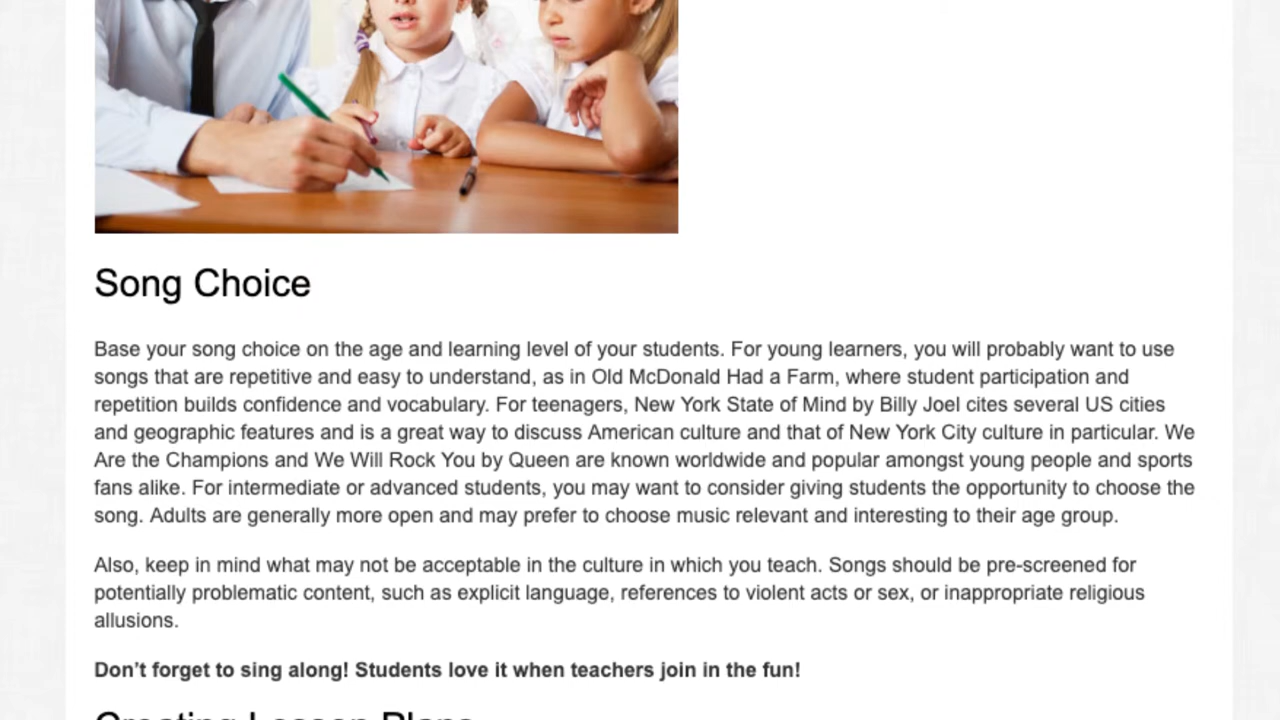 Song Choice
Base your song choice on the age and learning level of your students. For young learners, you will probably want to use
songs that are repetitive and easy to understand, as in Old McDonald Had a Farm, where student participation and
repetition builds confidence and vocabulary. For teenagers, New York State of Mind by Billy Joel cites several US cities
and geographic features and is a great way to discuss American culture and that of New York City culture in particular. We
Are the Champions and We Will Rock You by Queen are known worldwide and popular amongst young people and sports
fans alike. For intermediate or advanced students, you may want to consider giving students the opportunity to choose the
song. Adults are generally more open and may prefer to choose music relevant and interesting to their age group.
Also, keep in mind what may not be acceptable in the culture in which you teach. Songs should be pre-screened for
potentially problematic content, such as explicit language, references to violent acts or sex, or inappropriate religious
allusions.
Don’t forget to sing along! Students love it when teachers join in the fun!
Creating Lesson Plans